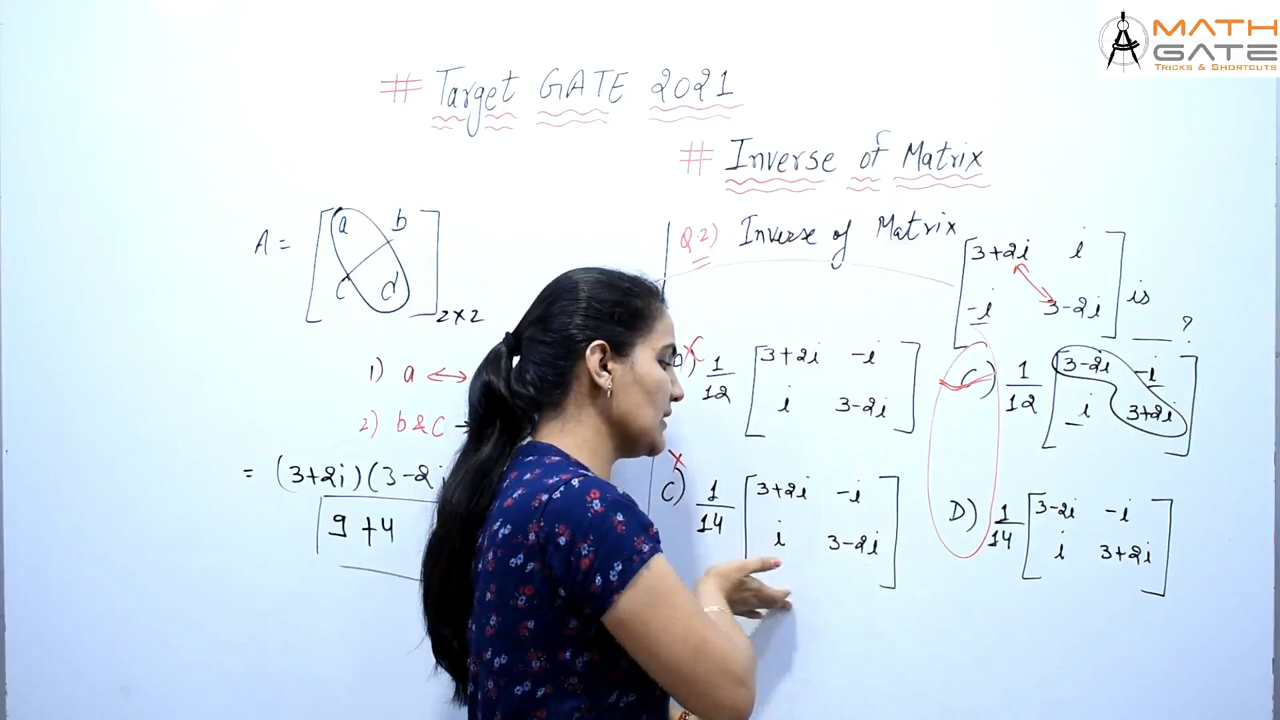 MATH
GATE
TRICKS & SHORTCUTS
# Target GATE 2021
# Inverse of Matrix
A = [a b
c d] 2×2
1) a ↔
2) b & c →
= (3+2i)(3-2i
9 + 4
Q.2) Inverse of Matrix [3+2i i
-i 3-2i] is __?
) 1/12 [3+2i -i
i 3-2i]
C) 1/12 [3-2i -i
i 3+2i]
C) 1/14 [3+2i -i
i 3-2i]
D) 1/14 [3-2i -i
i 3+2i]